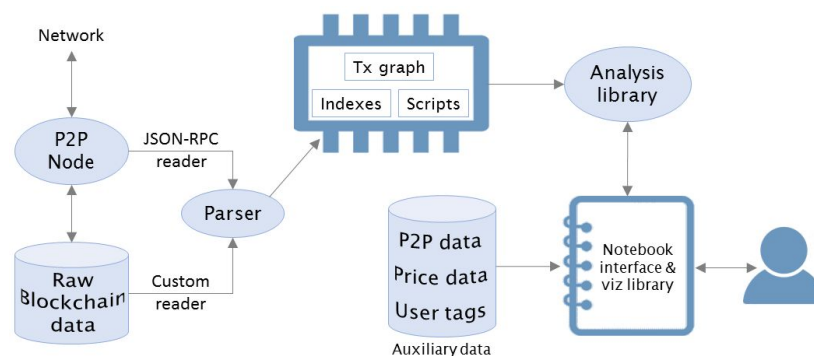 Network
P2P
Node
JSON-RPC
reader
Raw
Blockchain
data
Custom
reader
Parser
Tx graph
Indexes
Scripts
Analysis
library
P2P data
Price data
User tags
Auxiliary data
Notebook
interface &
viz library